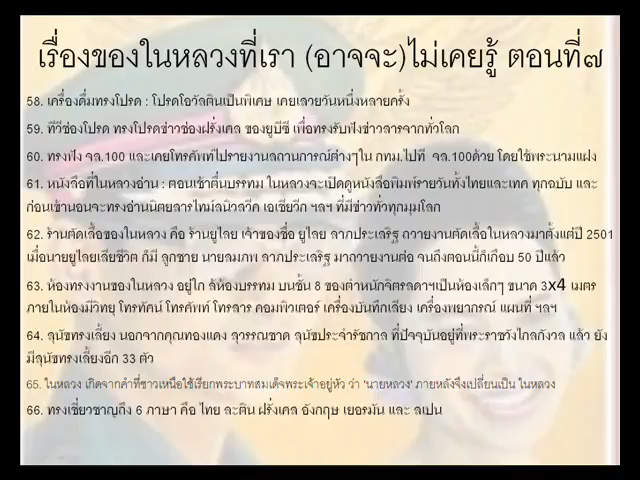 เรื่องของในหลวงที่เรา (อาจจะ)ไม่เคยรู้ ตอนที่๗
58. เครื่องดื่มทรงโปรด : โปรดโอวัลตินเป็นพิเศษ เคยเสวยวันหนึ่งหลายครั้ง
59. ทีวีช่องโปรด ทรงโปรดข่าวช่องฝรั่งเศส ของยูบีซี เพื่อทรงรับฟังข่าวสารจากทั่วโลก
60. ทรงฟัง จส.100 และเคยโทรศัพท์ไปรายงานสถานการณ์ต่างๆใน กทม.ไปที่ จส.100ด้วย โดยใช้พระนามแฝง
61. หนังสือที่ในหลวงอ่าน : ตอนเช้าตื่นบรรทม ในหลวงจะเปิดดูหนังสือพิมพ์รายวันทั้งไทยและเทศ ทุกฉบับ และ
ก่อนเข้านอนจะทรงอ่านนิตยสารไทม์สนิวสวีค เอเชียวีก ฯลฯ ที่มีข่าวทั่วทุกมุมโลก
62. ร้านตัดเสื้อของในหลวง คือ ร้านยูไลย เจ้าของชื่อ ยูไลย ลาภประเสริฐ ถวายงานตัดเสื้อในหลวงมาตั้งแต่ปี 2501
เมื่อนายยูไลยเสียชีวิต ก็มี ลูกชาย นายสมภพ ลาภประเสริฐ มาถวายงานต่อ จนถึงตอนนี้ก็เกือบ 50 ปีแล้ว
63. ห้องทรงงานของในหลวง อยู่ใก ล้ห้องบรรทม บนชั้น 8 ของตำหนักจิตรลดาฯเป็นห้องเล็กๆ ขนาด 3x4 เมตร
ภายในห้องมีวิทยุ โทรทัศน์ โทรศัพท์ โทรสาร คอมพิวเตอร์ เครื่องบันทึกเสียง เครื่องพยากรณ์ แผนที่ ฯลฯ
64. สุนัขทรงเลี้ยง นอกจากคุณทองแดง สุวรรณชาด สุนัขประจำรัชกาล ที่ปัจจุบันอยู่ที่พระราชวังไกลกังวล แล้ว ยัง
มีสุนัขทรงเลี้ยงอีก 33 ตัว
65. ในหลวง เกิดจากคำที่ชาวเหนือใช้เรียกพระบาทสมเด็จพระเจ้าอยู่หัว ว่า 'นายหลวง' ภายหลังจึงเปลี่ยนเป็น ในหลวง
66. ทรงเชี่ยวชาญถึง 6 ภาษา คือ ไทย ละติน ฝรั่งเศส อังกฤษ เยอรมัน และ สเปน